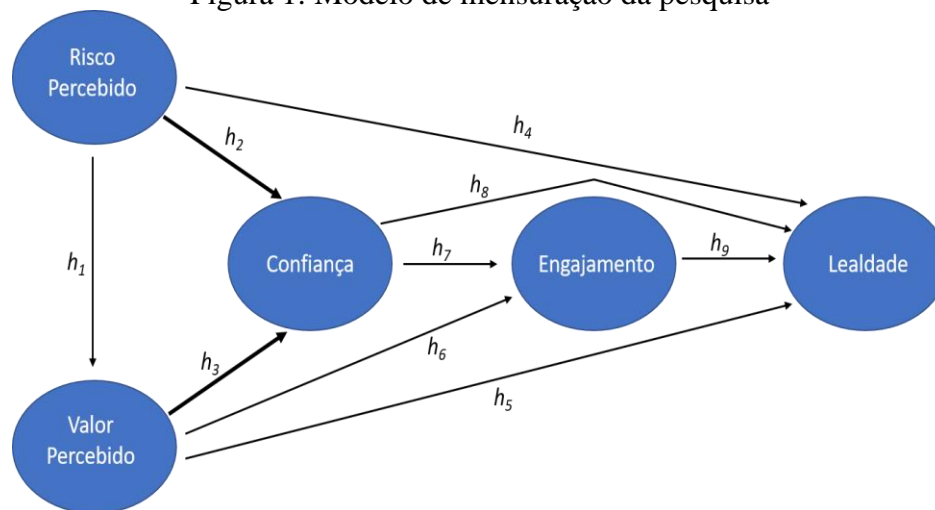 Figura 1: Modelo de mensuração da pesquisa
Risco
Percebido
h4
h2
h8
h1
Confiança
h7
Engajamento
h9
Lealdade
h6
h3
h5
Valor
Percebido